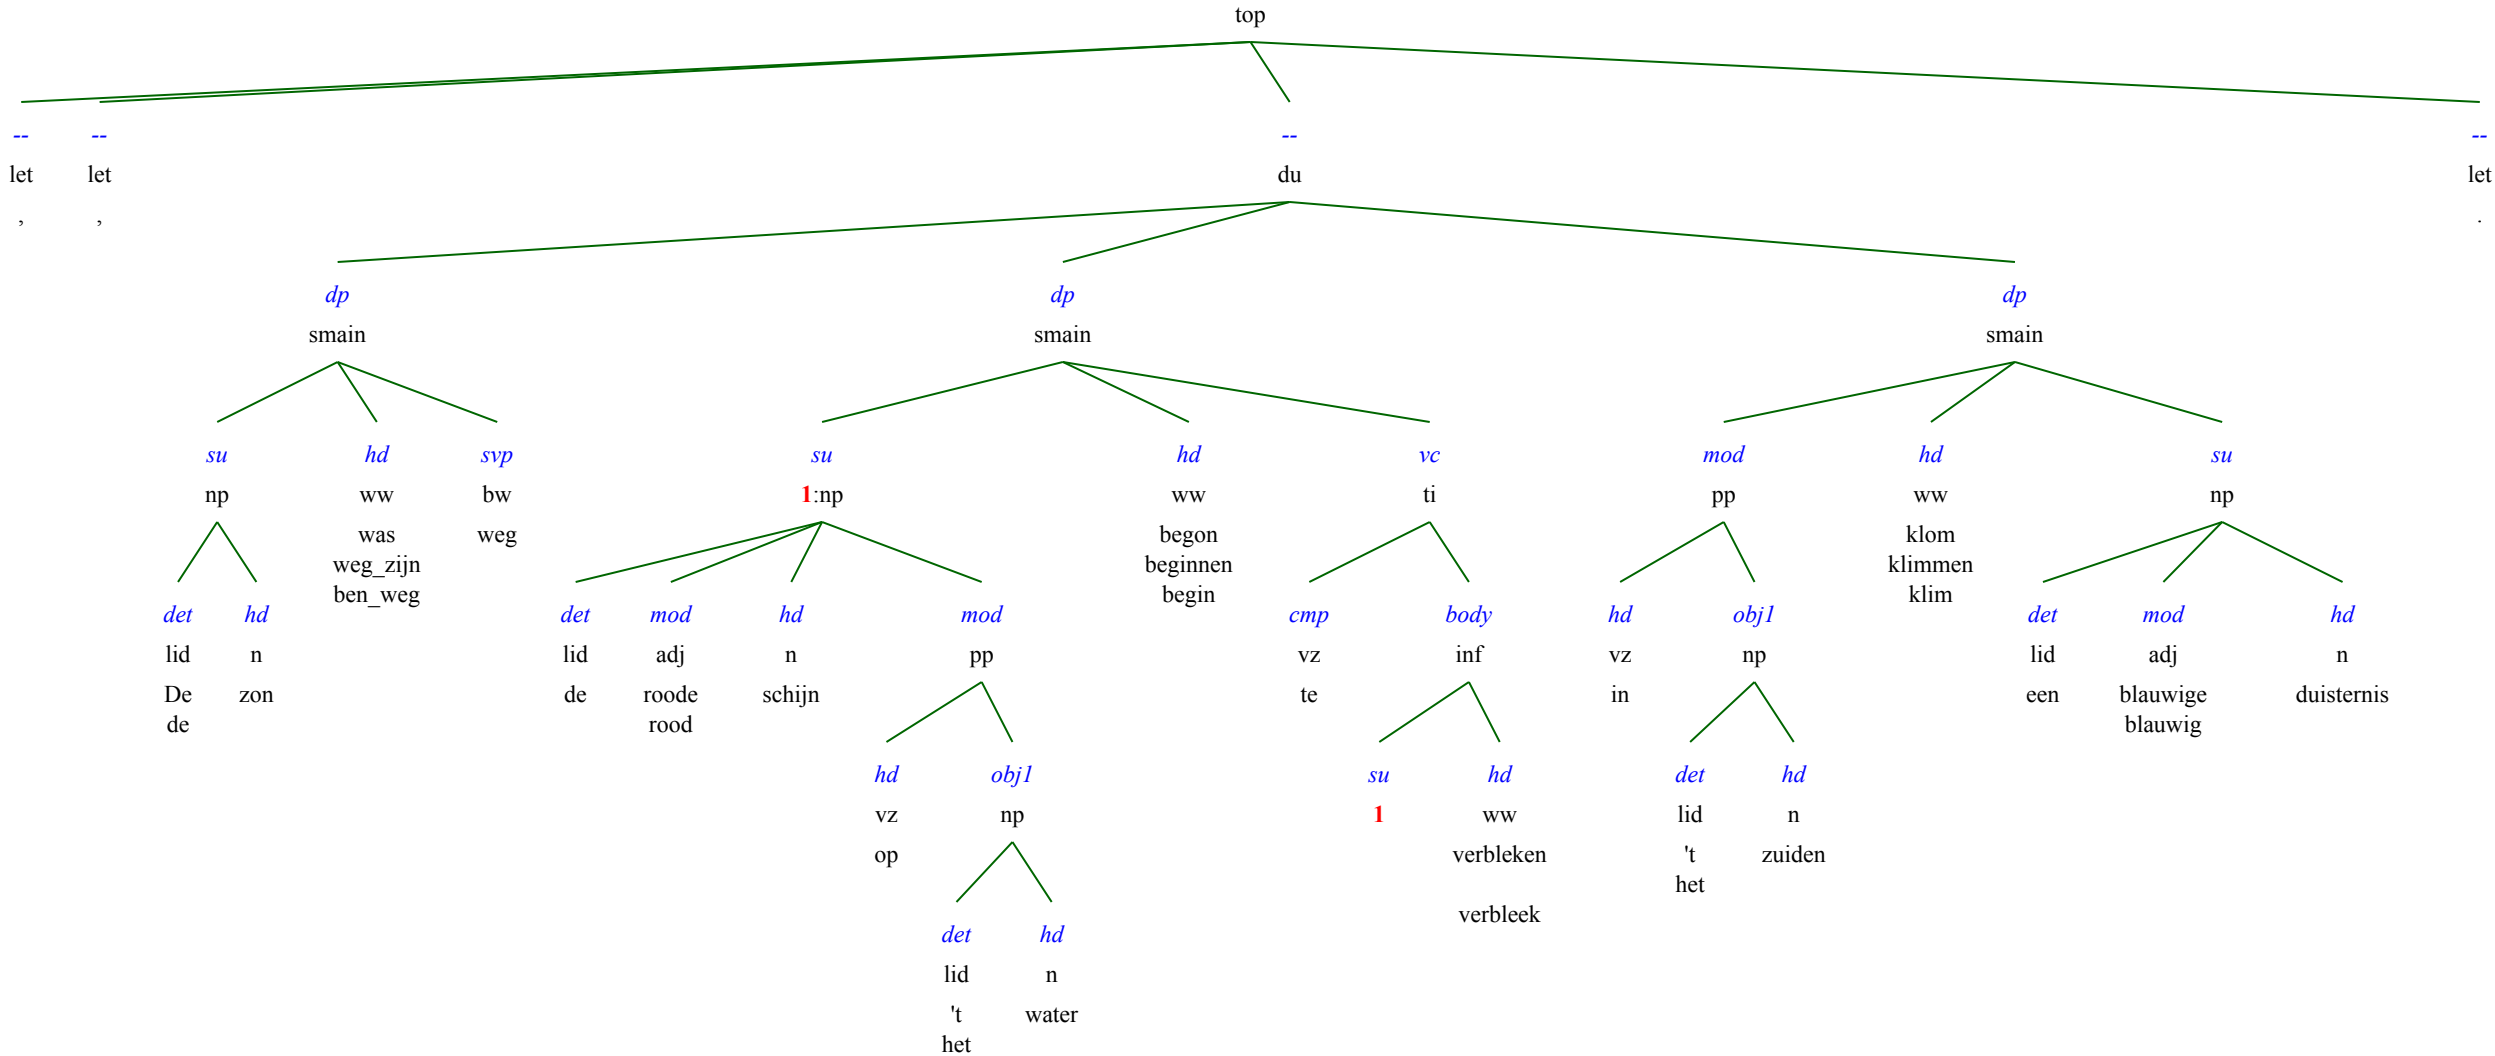 top
-- -- -- --
let let du let
, , .
dp dp dp
smain smain smain
su hd svp su hd vc mod hd su
np ww bw 1:np ww ti pp ww np
was weg begon klom
weg_zijn beginnen klimmen
ben_weg begin klim
det hd det mod hd mod cmp body hd obj1 det mod hd
lid n lid adj n pp vz inf vz np lid adj n
De zon de roode schijn te in een blauwige duisternis
de rood blauwig
hd obj1 su hd det hd
vz np 1 ww lid n
op verbleken 't zuiden
het
verbleek
det hd
lid n
't water
het